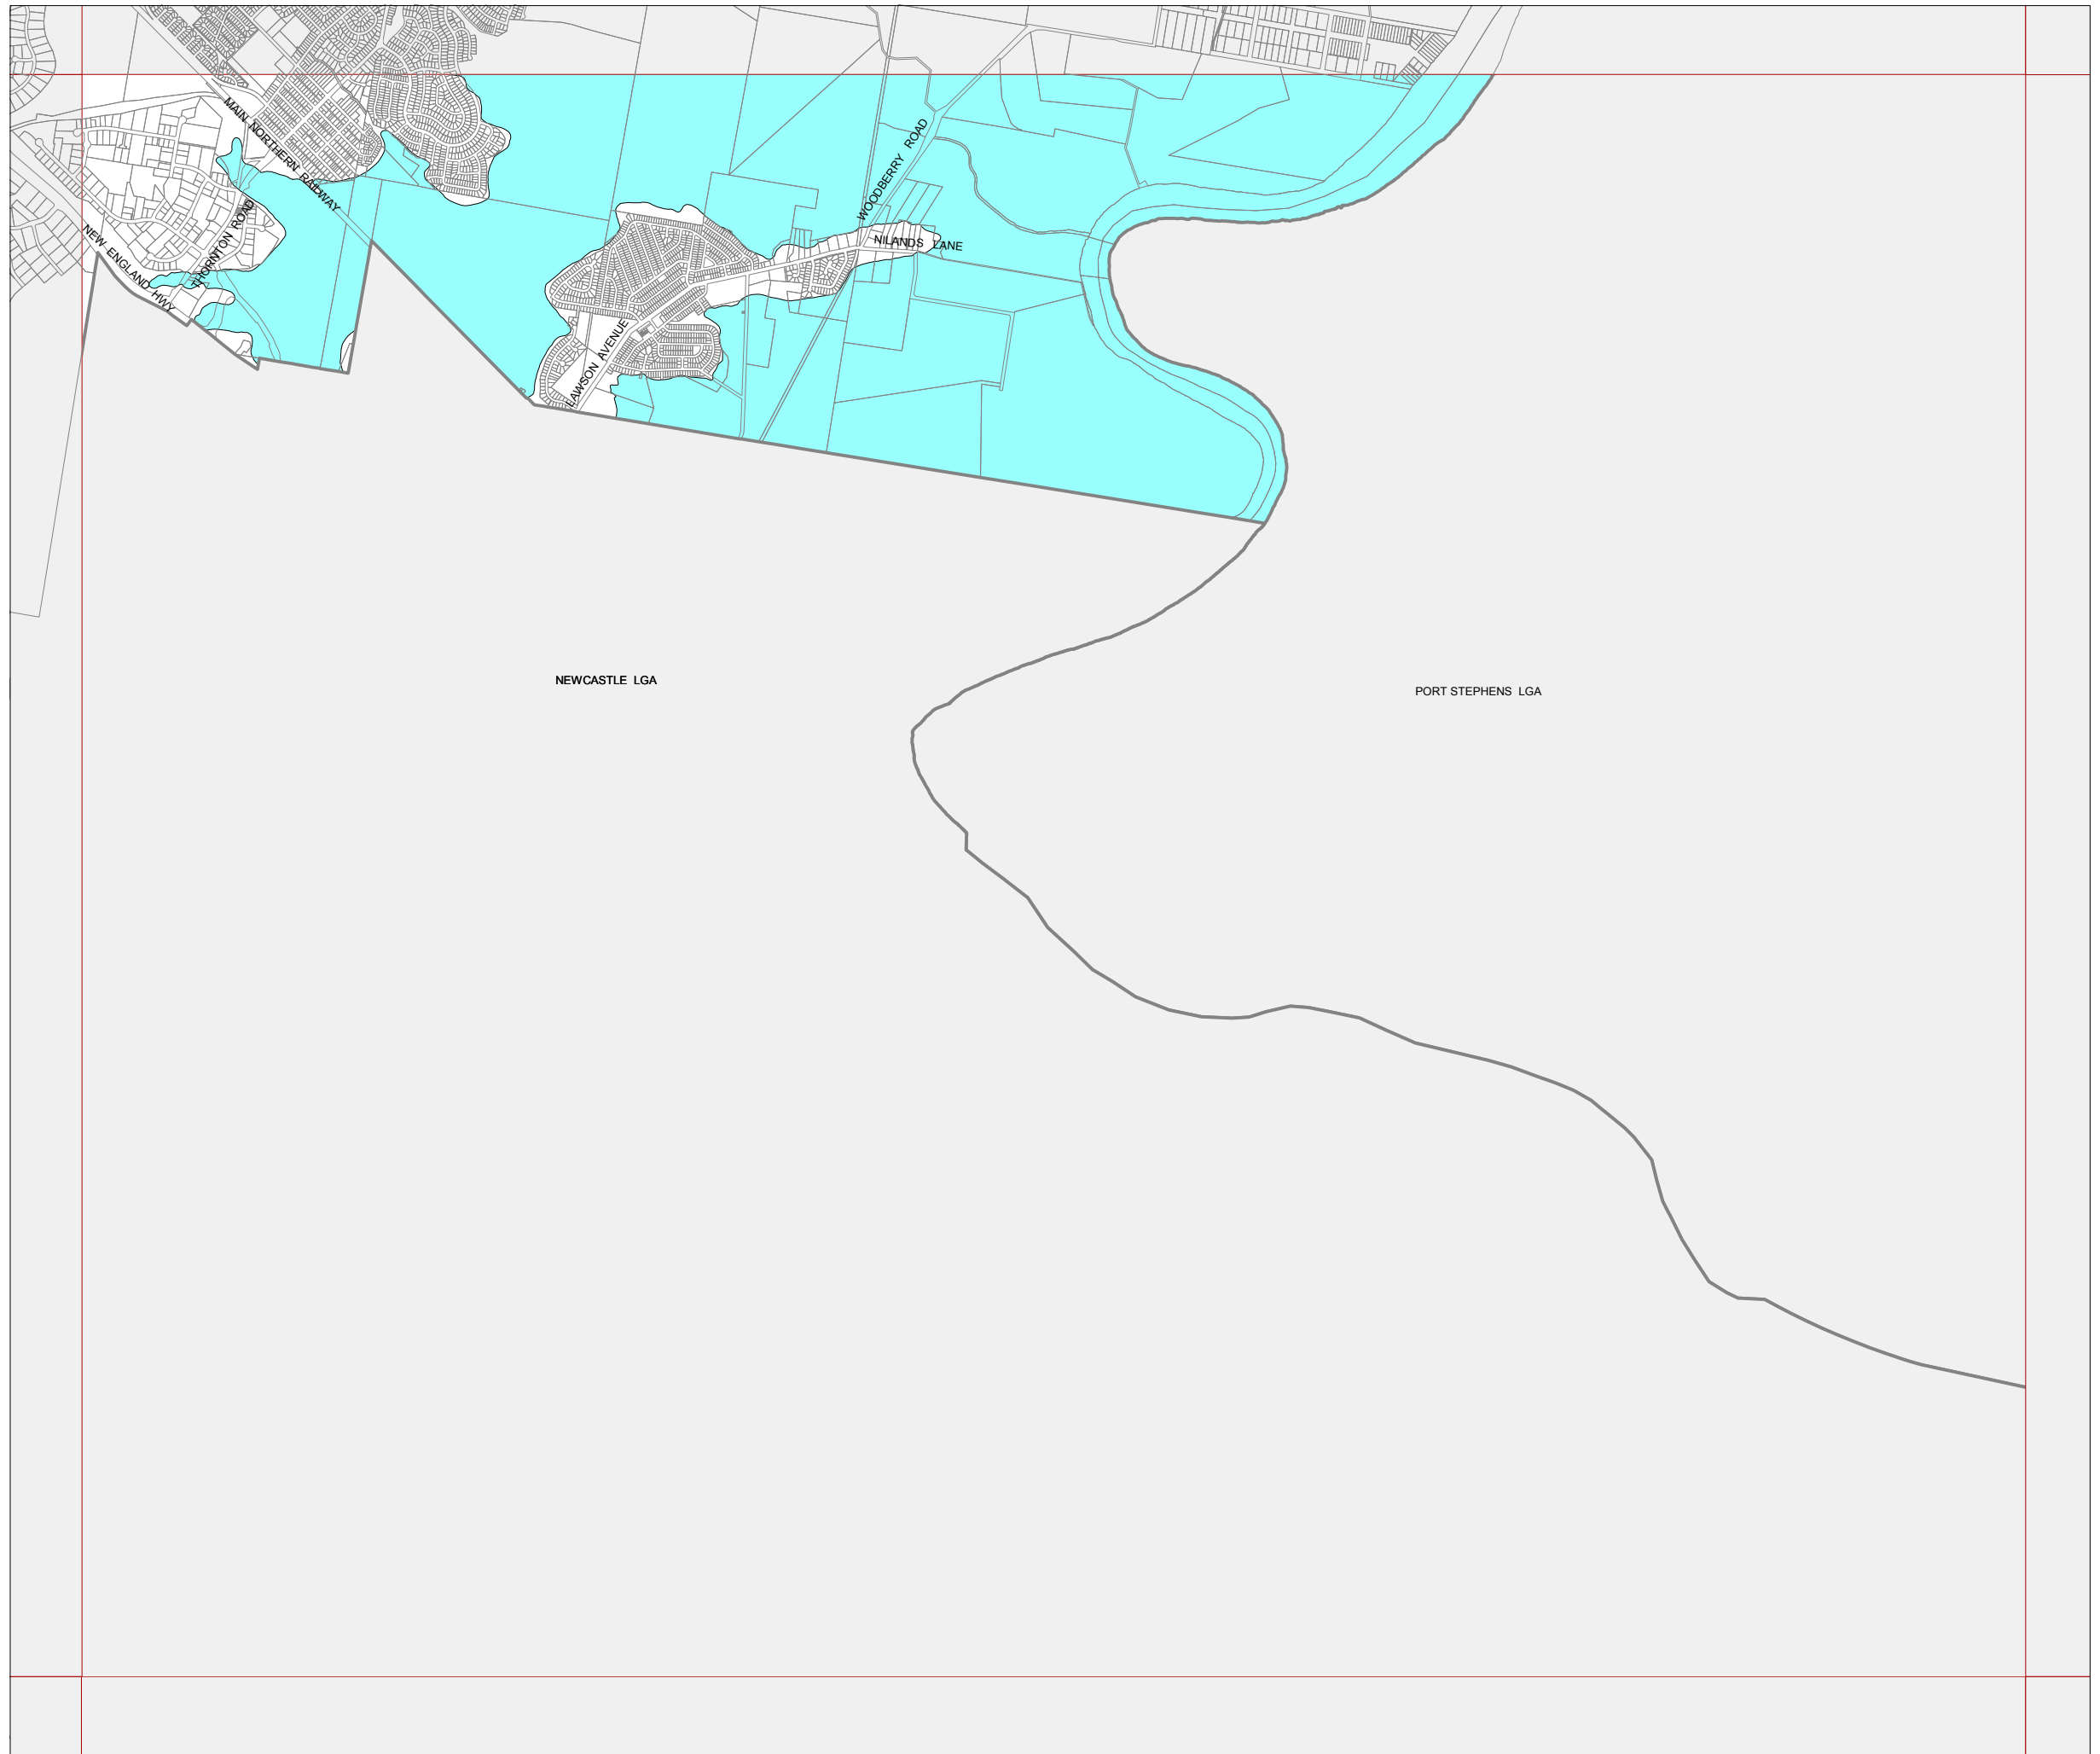 MAIN NORTHERN RAILWAY
WOODBERRY ROAD
THORNTON ROAD
NEW ENGLAND HWY
NILANDS LANE
LAWSON AVENUE
NEWCASTLE LGA
PORT STEPHENS LGA